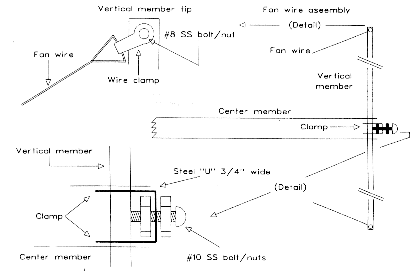 Vertical member tip
Fan wire asembly
(Detail)
#8 SS bolt/nut
Fan wire
Fan wire
Wire clamp
Vertical
member
Center member
Clamp
Vertical member
Steel "U" 3/4" wide
(Detail)
Clamp
Center member
#10 SS bolt/nuts